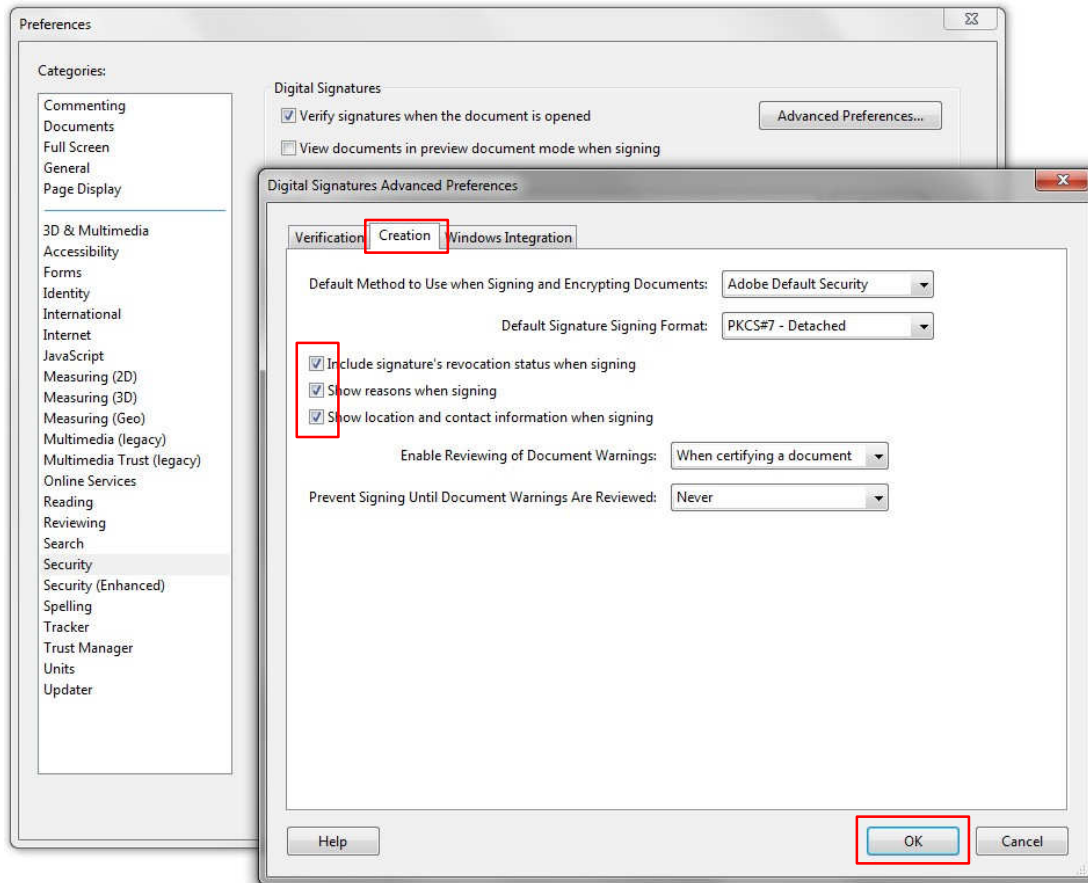 Preferences
Categories:
Commenting
Documents
Full Screen
General
Page Display
3D & Multimedia
Accessibility
Forms
Identity
International
Internet
JavaScript
Measuring (2D)
Measuring (3D)
Measuring (Geo)
Multimedia (legacy)
Multimedia Trust (legacy)
Online Services
Reading
Reviewing
Search
Security
Security (Enhanced)
Spelling
Tracker
Trust Manager
Units
Updater
Digital Signatures
Verify signatures when the document is opened
Advanced Preferences...
View documents in preview document mode when signing
Digital Signatures Advanced Preferences
Verification Creation Windows Integration
Default Method to Use when Signing and Encrypting Documents: Adobe Default Security
Default Signature Signing Format: PKCS#7 - Detached
Include signature's revocation status when signing
Show reasons when signing
Show location and contact information when signing
Enable Reviewing of Document Warnings: When certifying a document
Prevent Signing Until Document Warnings Are Reviewed: Never
Help OK Cancel